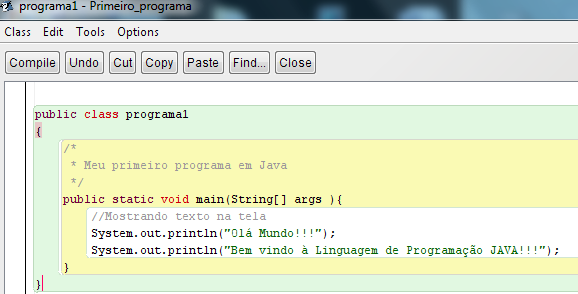 programa1 - Primeiro_programa
Class Edit Tools Options
Compile Undo Cut Copy Paste Find... Close
public class programa1
{
/*
* Meu primeiro programa em Java
*/
public static void main(String[] args ){
//Mostrando texto na tela
System.out.println("Olá Mundo!!!");
System.out.println("Bem vindo à Linguagem de Programação JAVA!!!");
}
}